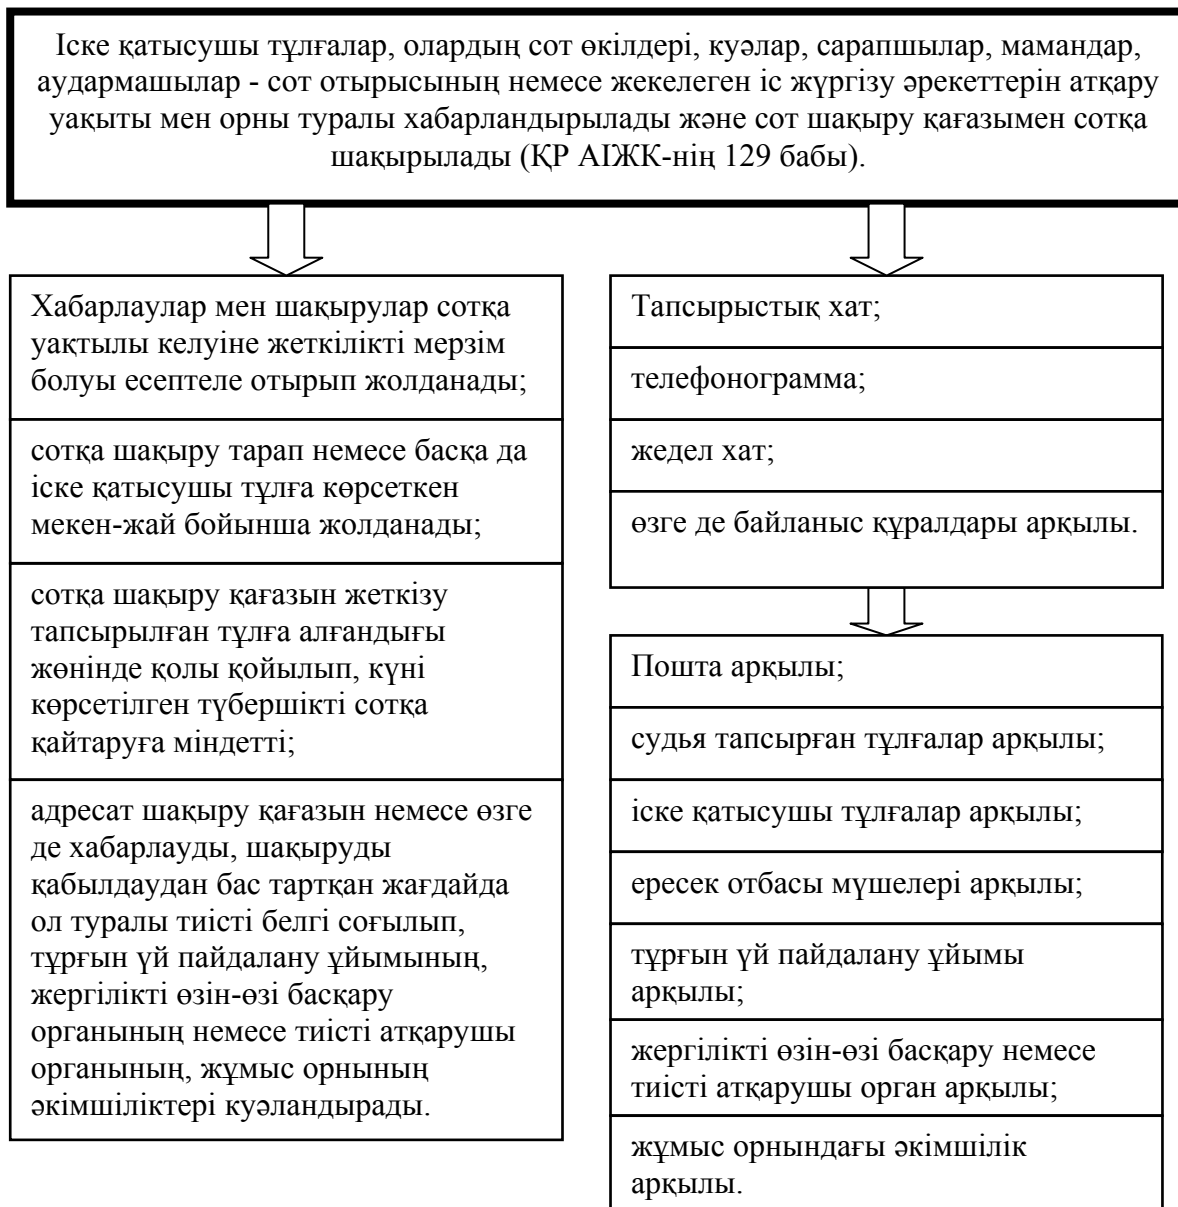 Іске қатысушы тұлғалар, олардың сот өкілдері, куәлар, сарапшылар, мамандар,
аудармашылар - сот отырысының немесе жекелеген іс жүргізу әрекеттерін атқару
уақыты мен орны туралы хабарландырылады және сот шақыру қағазымен сотқа
шақырылады (ҚР АІЖК-нің 129 бабы).
Хабарлаулар мен шақырулар сотқа
уақтылы келуіне жеткілікті мерзім
болуы есептеле отырып жолданады;
сотқа шақыру тарап немесе басқа да
іске қатысушы тұлға көрсеткен
мекен-жай бойынша жолданады;
сотқа шақыру қағазын жеткізу
тапсырылған тұлға алғандығы
жөнінде қолы қойылып, күні
көрсетілген түбершікті сотқа
қайтаруға міндетті;
адресат шақыру қағазын немесе өзге
де хабарлауды, шақыруды
қабылдаудан бас тартқан жағдайда
ол туралы тиісті белгі соғылып,
тұрғын үй пайдалану ұйымының,
жергілікті өзін-өзі басқару
органының немесе тиісті атқарушы
органының, жұмыс орнының
әкімшіліктері куәландырады.
Тапсырыстық хат;
телефонограмма;
жедел хат;
өзге де байланыс құралдары арқылы.
Пошта арқылы;
судья тапсырған тұлғалар арқылы;
іске қатысушы тұлғалар арқылы;
ересек отбасы мүшелері арқылы;
тұрғын үй пайдалану ұйымы
арқылы;
жергілікті өзін-өзі басқару немесе
тиісті атқарушы орган арқылы;
жұмыс орнындағы әкімшілік
арқылы.